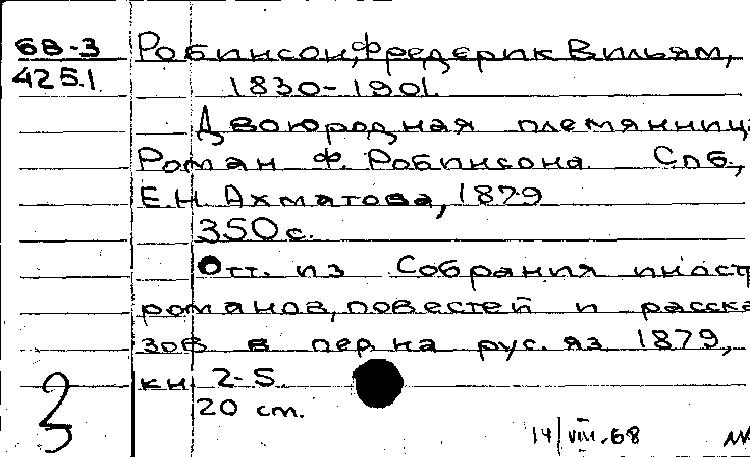 68-3 Робинсон, Фредерик Вильям,
425.1 1830-1901.
Двоюродная племянница
Роман Ф. Робинсона. Спб.,
Е.Н. Ахматова, 1879
350 с.
Отт. из Собрания иност
романов, повестей и расска
зов в пер на рус. яз 1879,
кн 2-5.
20 cm.
3 14/VIII.68